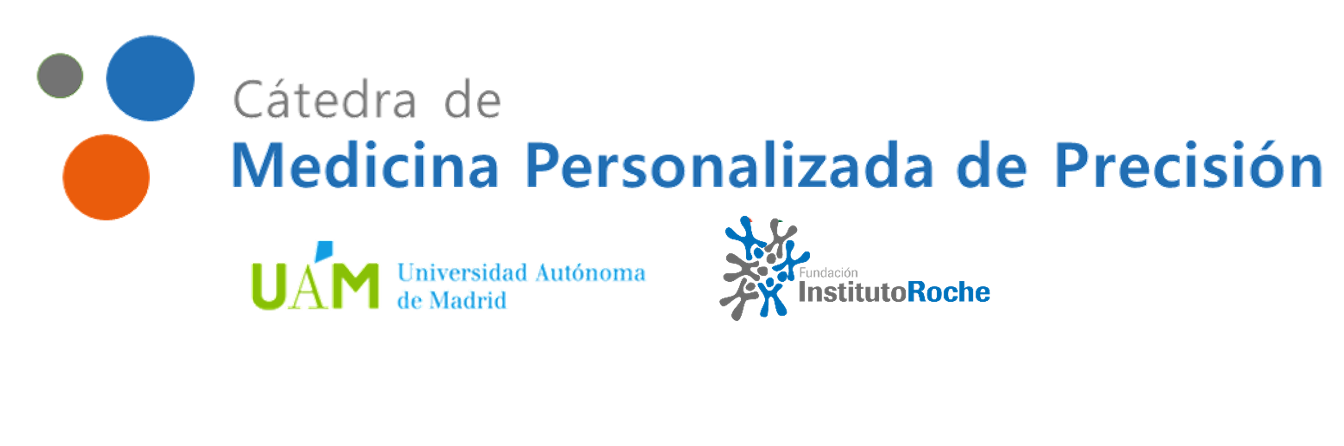 Cátedra de
Medicina Personalizada de Precisión
UAM Universidad Autónoma
de Madrid
Fundación
InstitutoRoche